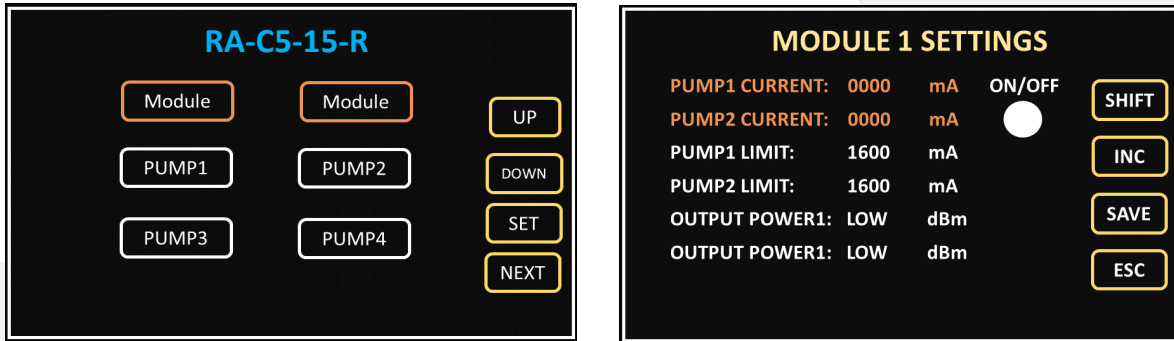 RA-C5-15-R
Module Module
UP
PUMP1 PUMP2
DOWN
PUMP3 PUMP4
SET
NEXT
MODULE 1 SETTINGS
PUMP1 CURRENT: 0000 mA ON/OFF
SHIFT
PUMP2 CURRENT: 0000 mA
PUMP1 LIMIT: 1600 mA
INC
PUMP2 LIMIT: 1600 mA
OUTPUT POWER1: LOW dBm
SAVE
OUTPUT POWER1: LOW dBm
ESC